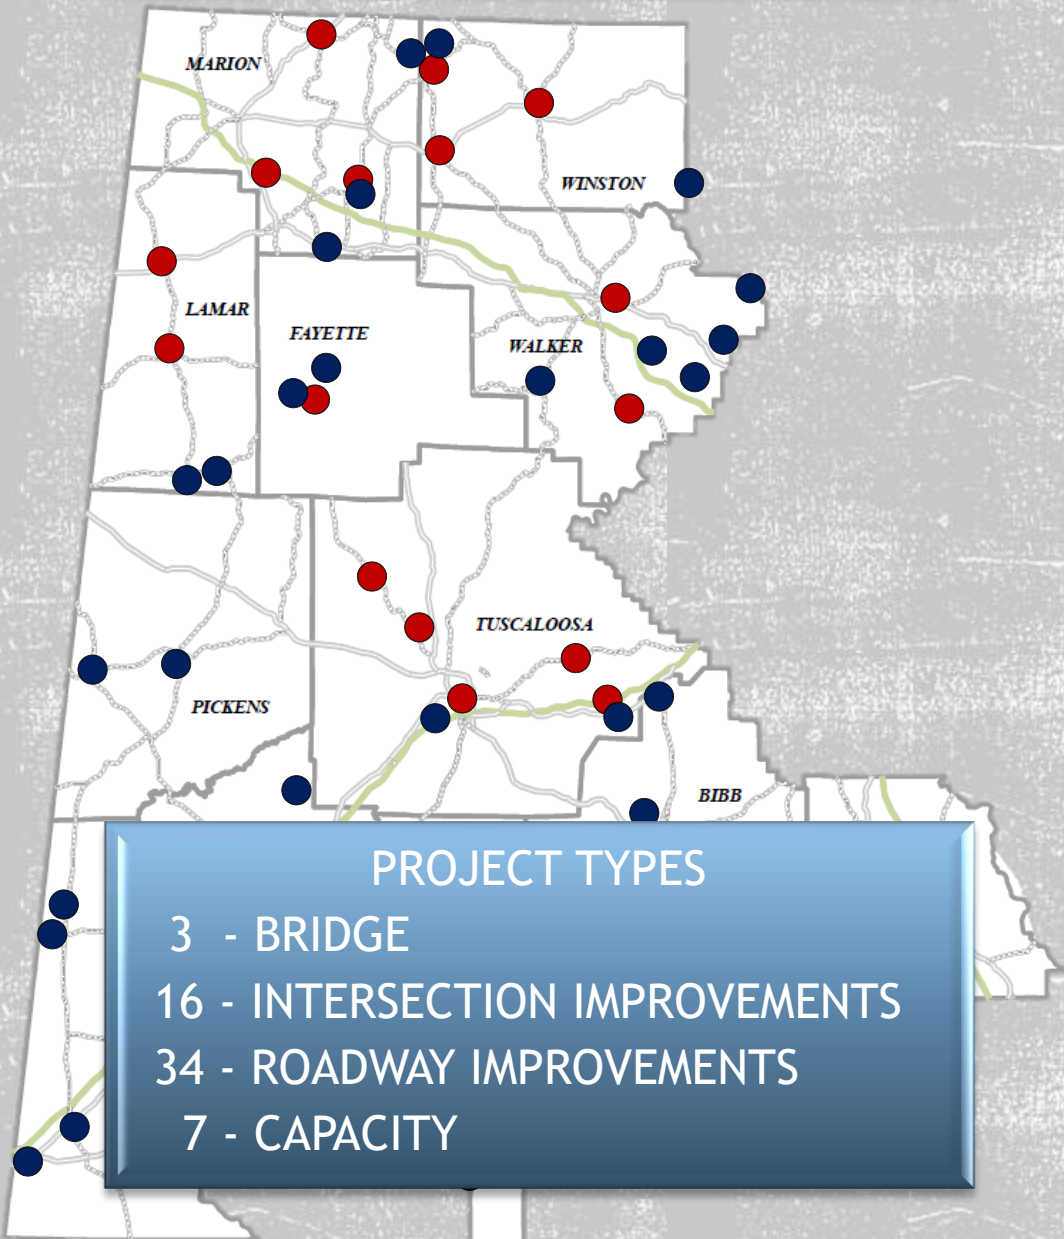 MARION
WINSTON
LAMAR
FAYETTE
WALKER
TUSCALOOSA
PICKENS
BIBB
PROJECT TYPES
3 - BRIDGE
16 - INTERSECTION IMPROVEMENTS
34 - ROADWAY IMPROVEMENTS
7 - CAPACITY